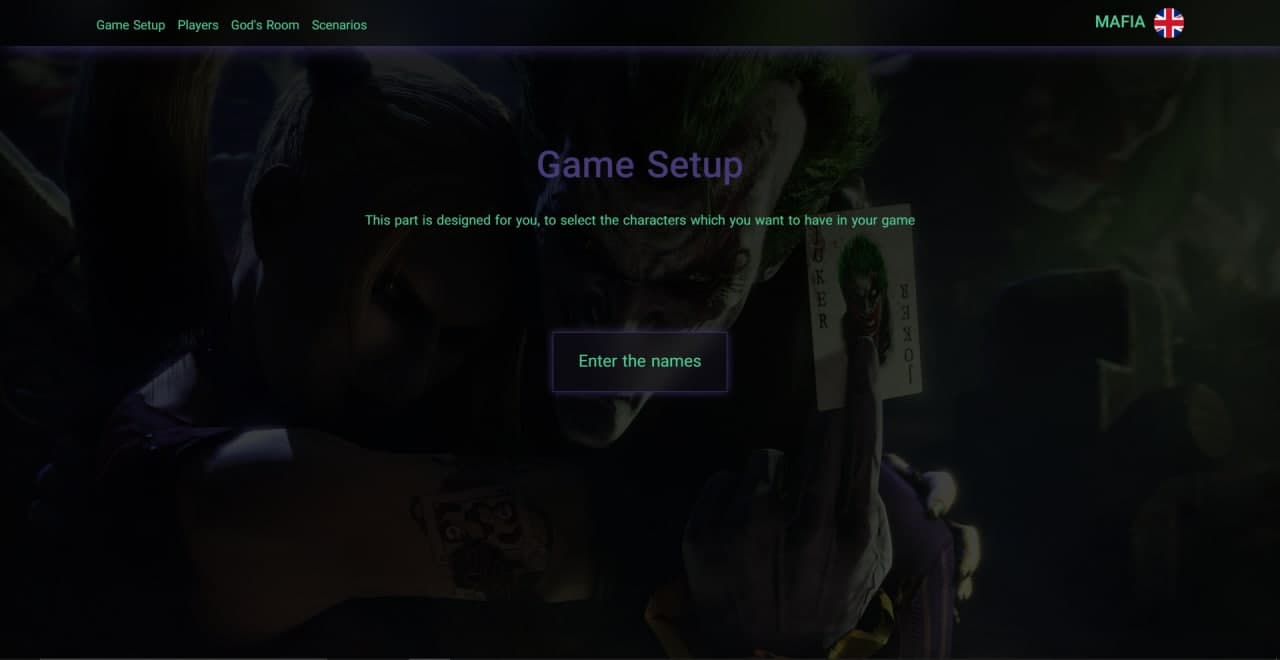 Game Setup Players God's Room Scenarios MAFIA
Game Setup
This part is designed for you, to select the characters which you want to have in your game
JOKER
JOKER
Enter the names